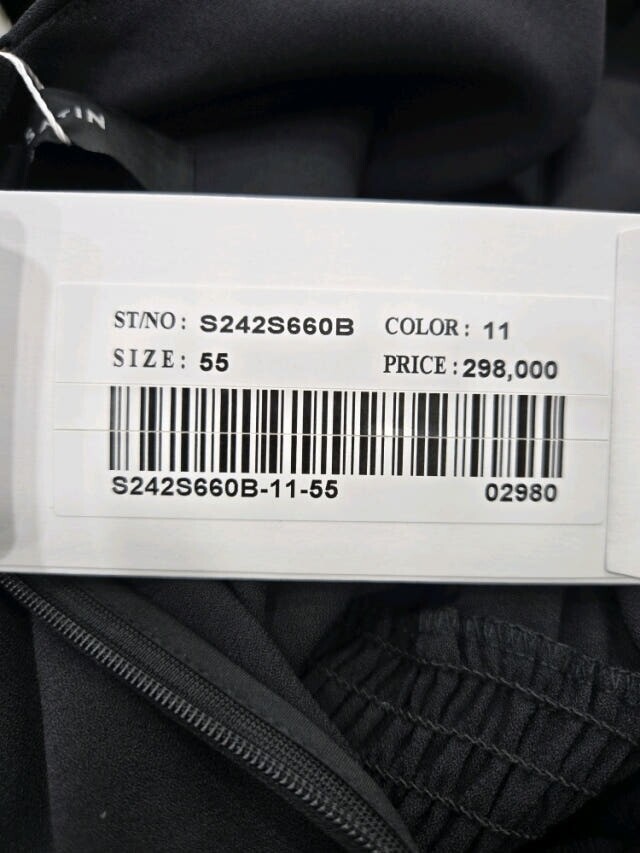 ST/NO: S242S660B COLOR: 11
SIZE: 55 PRICE: 298,000
S242S660B-11-55 02980